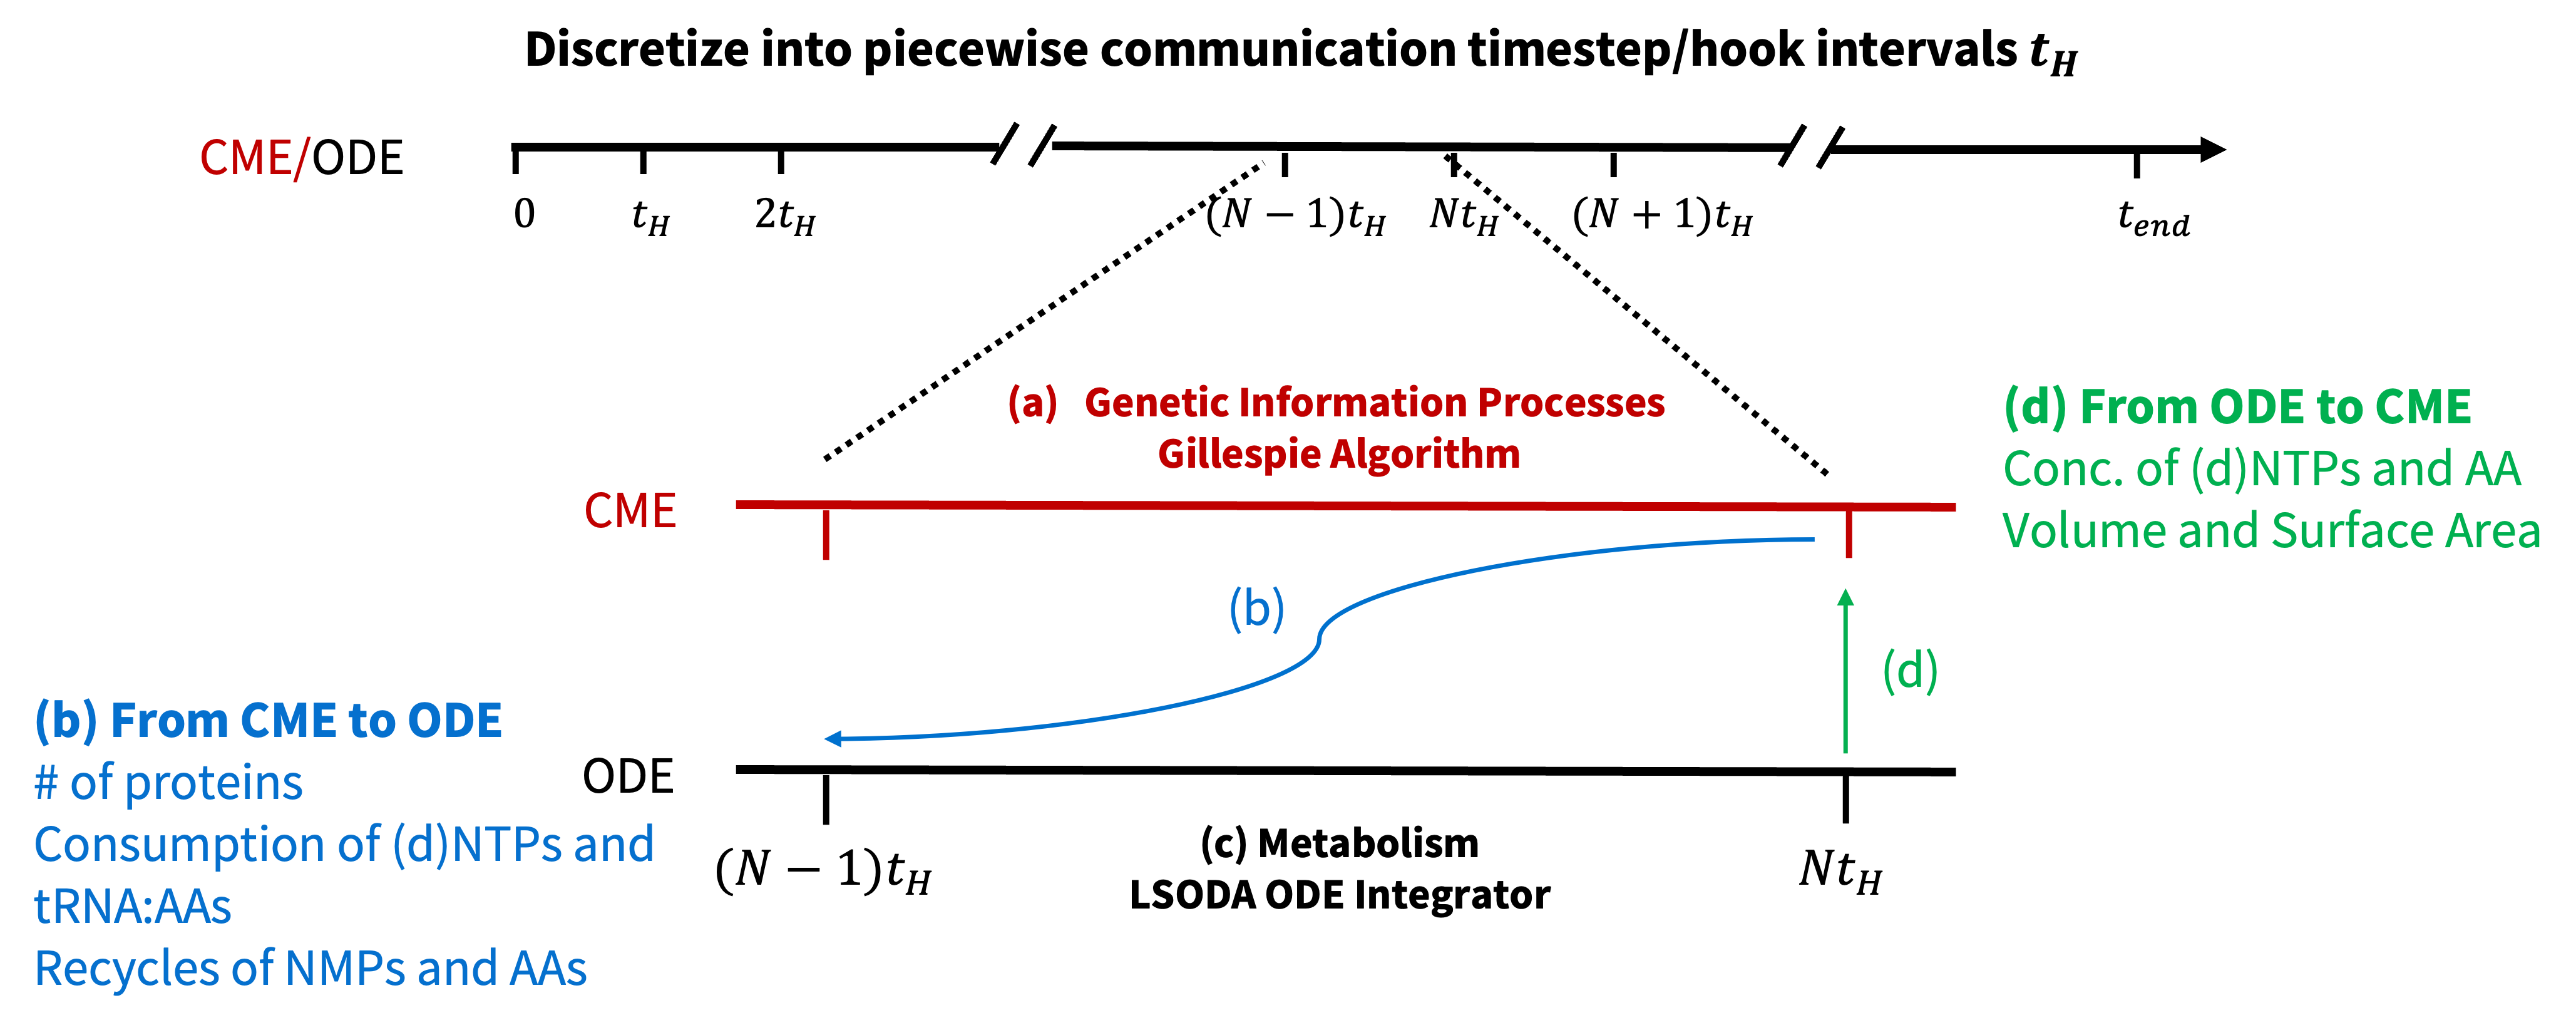 Discretize into piecewise communication timestep/hook intervals t_H
CME/ODE
0
t_H
2t_H
(N − 1)t_H
Nt_H
(N + 1)t_H
t_end
(a) Genetic Information Processes
Gillespie Algorithm
CME
(d) From ODE to CME
Conc. of (d)NTPs and AA
Volume and Surface Area
(b)
(d)
(b) From CME to ODE
# of proteins
Consumption of (d)NTPs and
tRNA:AAs
Recycles of NMPs and AAs
ODE
(N − 1)t_H
(c) Metabolism
LSODA ODE Integrator
Nt_H